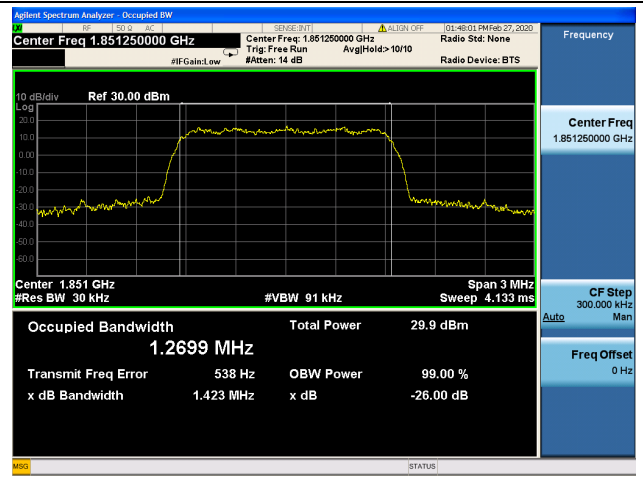 Agilent Spectrum Analyzer - Occupied BW
RF 50 Ω AC SENSE:INT ALIGN OFF 01:48:01 PM Feb 27, 2020
Center Freq 1.851250000 GHz Center Freq: 1.851250000 GHz Radio Std: None
Trig: Free Run Avg|Hold:>10/10
#IFGain:Low #Atten: 14 dB Radio Device: BTS
10 dB/div Ref 30.00 dBm
Log
20.0
10.0
0.00
-10.0
-20.0
-30.0
-40.0
-50.0
-60.0
Center 1.851 GHz Span 3 MHz
#Res BW 30 kHz #VBW 91 kHz Sweep 4.133 ms
Occupied Bandwidth Total Power 29.9 dBm
1.2699 MHz
Transmit Freq Error 538 Hz OBW Power 99.00 %
x dB Bandwidth 1.423 MHz x dB -26.00 dB
MSG STATUS
Frequency
Center Freq
1.851250000 GHz
CF Step
300.000 kHz
Auto Man
Freq Offset
0 Hz